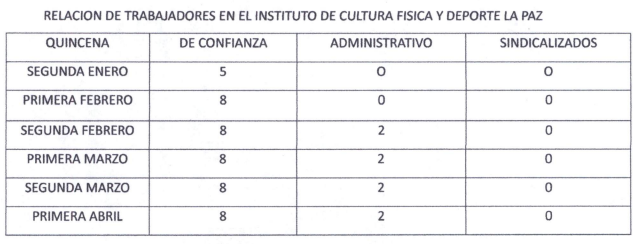 RELACION DE TRABAJADORES EN EL INSTITUTO DE CULTURA FISICA Y DEPORTE LA PAZ
QUINCENA DE CONFIANZA ADMINISTRATIVO SINDICALIZADOS
SEGUNDA ENERO 5 O O
PRIMERA FEBRERO 8 0 0
SEGUNDA FEBRERO 8 2 0
PRIMERA MARZO 8 2 0
SEGUNDA MARZO 8 2 0
PRIMERA ABRIL 8 2 0